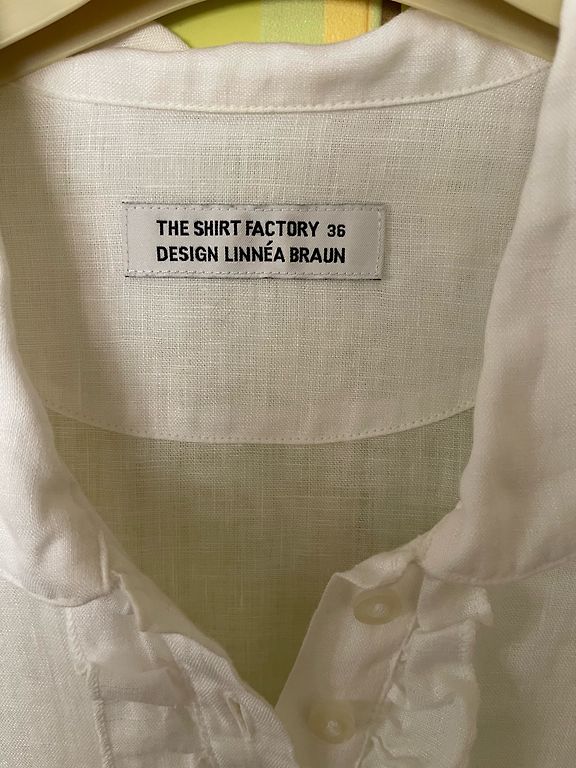 THE SHIRT FACTORY 36
DESIGN LINNÉA BRAUN